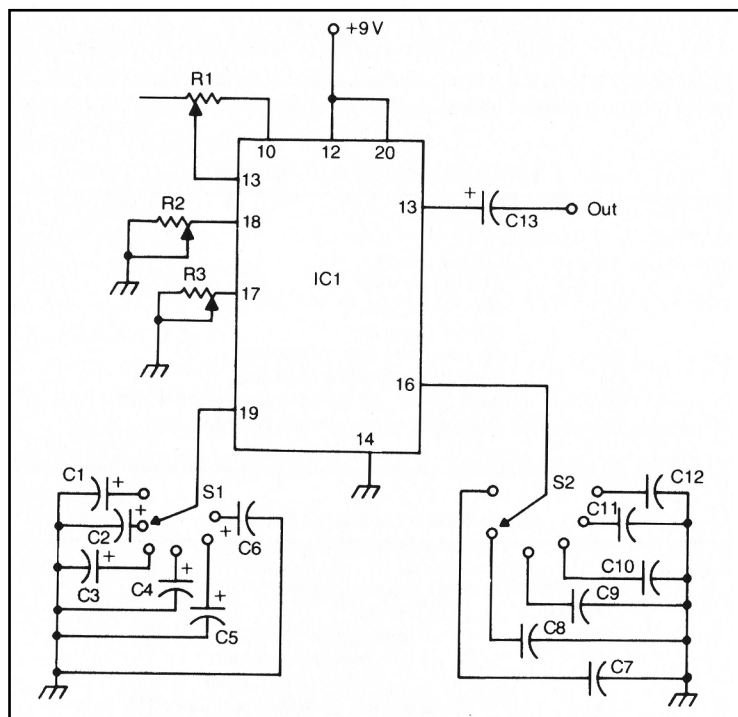 +9V
R1
10
12
20
13
R2
18
13
+
C13
Out
R3
17
IC1
16
19
14
C1
+
S1
S2
C12
+
C2
+
C6
C11
+
C3
+
C4
+
C5
C10
C9
C8
C7